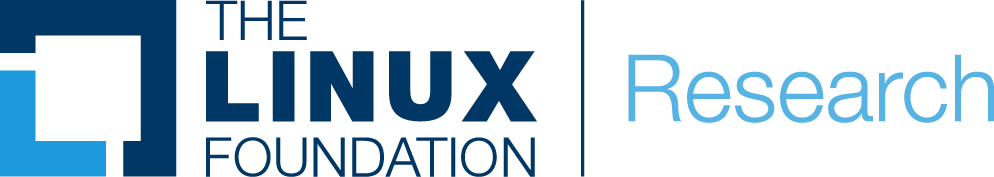 THE
LINUX
FOUNDATION
Research